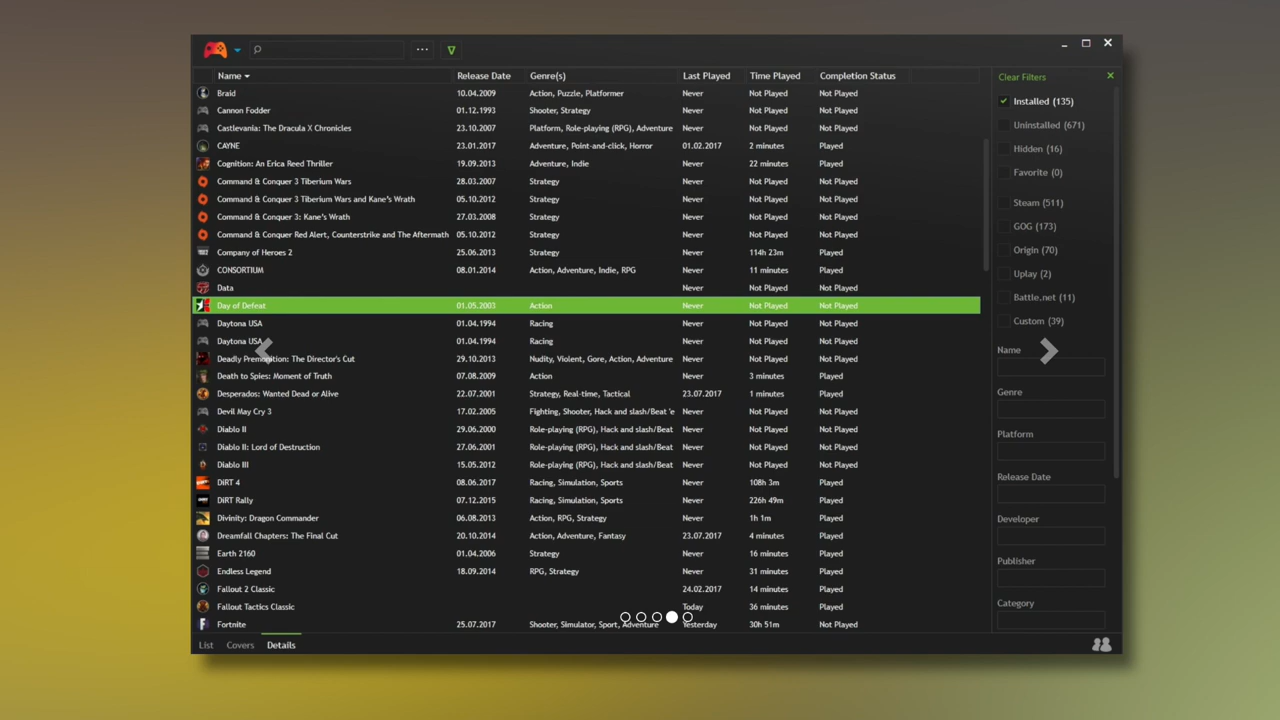 ...
Name Release Date Genre(s) Last Played Time Played Completion Status
Clear Filters
Braid 10.04.2009 Action, Puzzle, Platformer Never Not Played Not Played
Installed (135)
Cannon Fodder 01.12.1993 Shooter, Strategy Never Not Played Not Played
Uninstalled (671)
Castlevania: The Dracula X Chronicles 23.10.2007 Platform, Role-playing (RPG), Adventure Never Not Played Not Played
CAYNE 23.01.2017 Adventure, Point-and-click, Horror 01.02.2017 2 minutes Played
Hidden (16)
Cognition: An Erica Reed Thriller 19.09.2013 Adventure, Indie Never 22 minutes Played
Favorite (0)
Command & Conquer 3 Tiberium Wars 28.03.2007 Strategy Never Not Played Not Played
Command & Conquer 3 Tiberium Wars and Kane's Wrath 05.10.2012 Strategy Never Not Played Not Played
Steam (511)
Command & Conquer 3: Kane's Wrath 27.03.2008 Strategy Never Not Played Not Played
GOG (173)
Command & Conquer Red Alert, Counterstrike and The Aftermath 05.10.2012 Strategy Never Not Played Not Played
Company of Heroes 2 25.06.2013 Strategy Never 114h 23m Played
Origin (70)
CONSORTIUM 08.01.2014 Action, Adventure, Indie, RPG Never 11 minutes Played
Uplay (2)
Data Never Not Played Not Played
Battle.net (11)
Day of Defeat 01.05.2003 Action Never Not Played Not Played
Custom (39)
Daytona USA 01.04.1994 Racing Never Not Played Not Played
Daytona USA 01.04.1994 Racing Never Not Played Not Played
Name
Deadly Premonition: The Director's Cut 29.10.2013 Nudity, Violent, Gore, Action, Adventure Never Not Played Not Played
Death to Spies: Moment of Truth 07.08.2009 Action Never 3 minutes Played
Genre
Desperados: Wanted Dead or Alive 22.07.2001 Strategy, Real-time, Tactical 23.07.2017 1 minutes Played
Devil May Cry 3 17.02.2005 Fighting, Shooter, Hack and slash/Beat 'e Never Not Played Not Played
Diablo II 29.06.2000 Role-playing (RPG), Hack and slash/Beat Never Not Played Not Played
Platform
Diablo II: Lord of Destruction 27.06.2001 Role-playing (RPG), Hack and slash/Beat Never Not Played Not Played
Diablo III 15.05.2012 Role-playing (RPG), Hack and slash/Beat Never Not Played Not Played
Release Date
DiRT 4 08.06.2017 Racing, Simulation, Sports Never 108h 3m Played
DiRT Rally 07.12.2015 Racing, Simulation, Sports Never 226h 49m Played
Divinity: Dragon Commander 06.08.2013 Action, RPG, Strategy Never 1h 1m Played
Developer
Dreamfall Chapters: The Final Cut 20.10.2014 Action, Adventure, Fantasy 23.07.2017 4 minutes Played
Earth 2160 01.04.2006 Strategy Never 16 minutes Played
Publisher
Endless Legend 18.09.2014 RPG, Strategy Never 31 minutes Played
Fallout 2 Classic 24.02.2017 14 minutes Played
Category
Fallout Tactics Classic Today 36 minutes Played
Fortnite 25.07.2017 Shooter, Simulator, Sport, Adventure Yesterday 30h 51m Not Played
List Covers Details